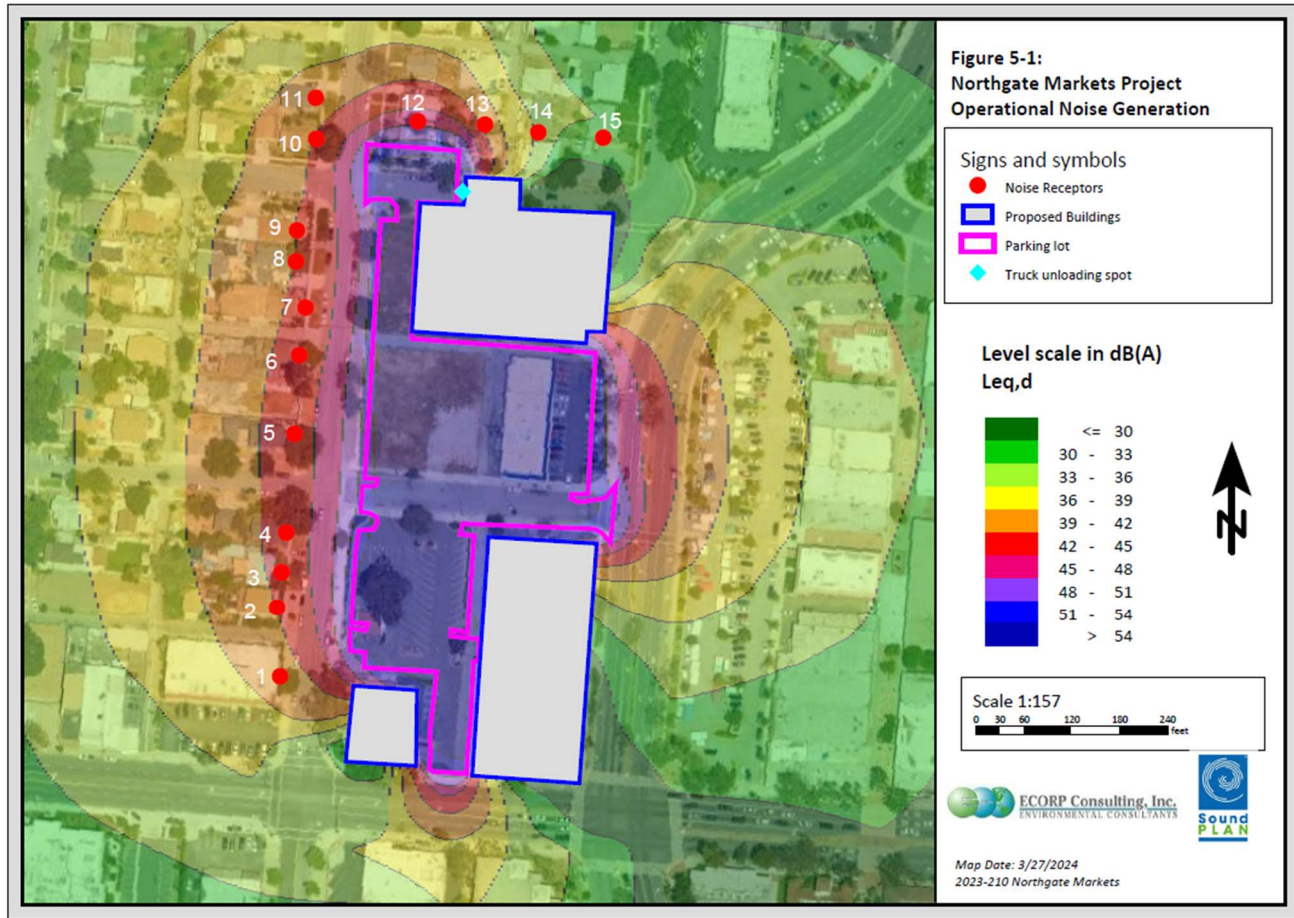 Figure 5-1:
Northgate Markets Project
Operational Noise Generation
Signs and symbols
Noise Receptors
Proposed Buildings
Parking lot
Truck unloading spot
Level scale in dB(A)
Leq,d
<= 30
30 - 33
33 - 36
36 - 39
39 - 42
42 - 45
45 - 48
48 - 51
51 - 54
> 54
N
Scale 1:157
0 30 60 120 180 240
feet
ECORP Consulting, Inc.
ENVIRONMENTAL CONSULTANTS
Sound
PLAN
Map Date: 3/27/2024
2023-210 Northgate Markets
11
12
13
14
15
10
9
8
7
6
5
4
3
2
1